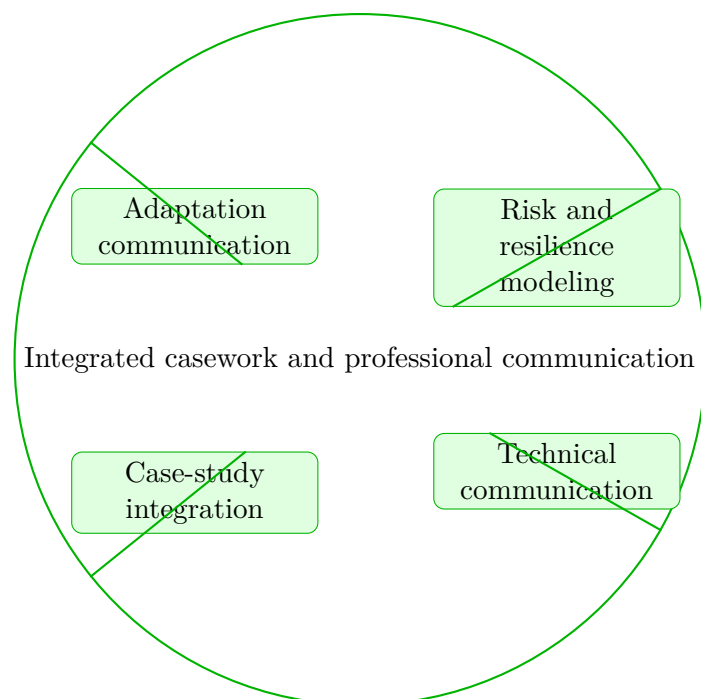 Adaptation
communication
Risk and
resilience
modeling
Integrated casework and professional communication
Case-study
integration
Technical
communication